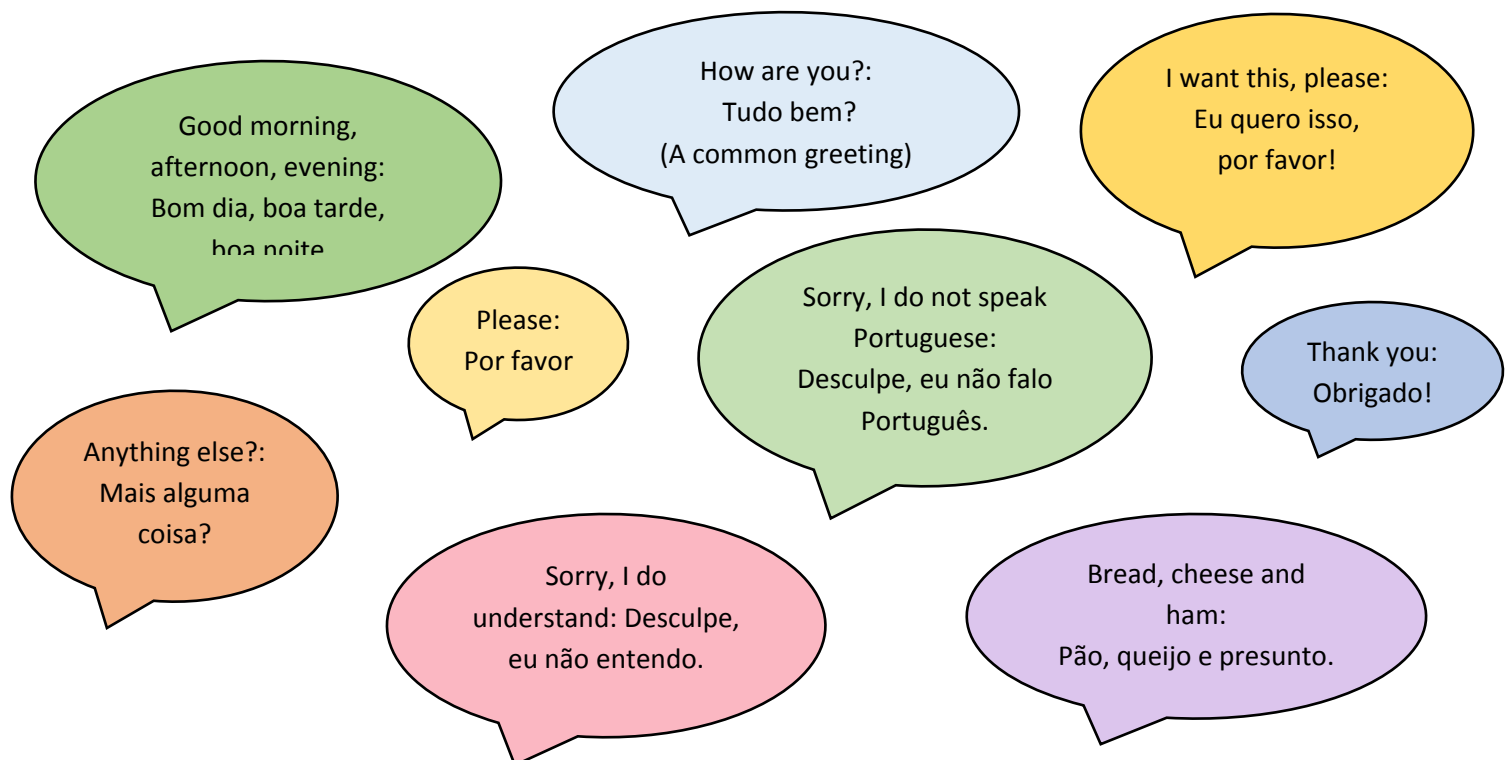 Good morning,
afternoon, evening:
Bom dia, boa tarde,
boa noite
How are you?:
Tudo bem?
(A common greeting)
I want this, please:
Eu quero isso,
por favor!
Please:
Por favor
Sorry, I do not speak
Portuguese:
Desculpe, eu não falo
Português.
Thank you:
Obrigado!
Anything else?:
Mais alguma
coisa?
Sorry, I do
understand: Desculpe,
eu não entendo.
Bread, cheese and
ham:
Pão, queijo e presunto.